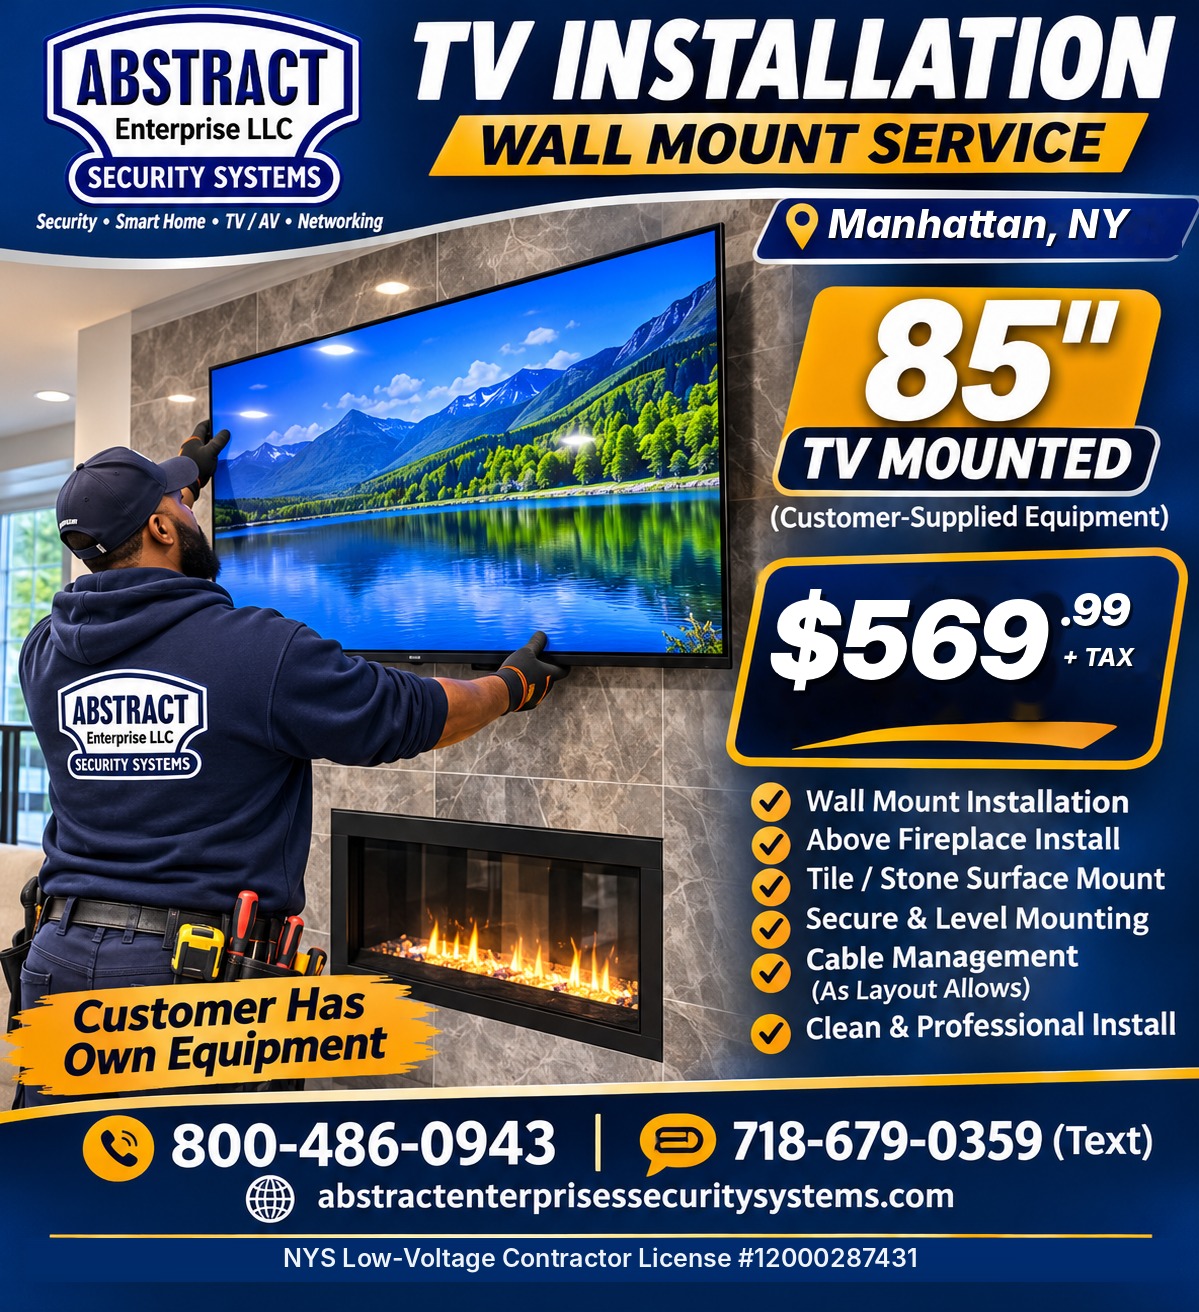 ABSTRACT
Enterprise LLC
SECURITY SYSTEMS
Security • Smart Home • TV / AV • Networking
TV INSTALLATION
WALL MOUNT SERVICE
Manhattan, NY
85"
TV MOUNTED
(Customer-Supplied Equipment)
$569.99
+ TAX
ABSTRACT
Enterprise LLC
SECURITY SYSTEMS
Wall Mount Installation
Above Fireplace Install
Tile / Stone Surface Mount
Secure & Level Mounting
Cable Management
(As Layout Allows)
Clean & Professional Install
Customer Has
Own Equipment
800-486-0943
718-679-0359 (Text)
abstractenterprisessecuritysystems.com
NYS Low-Voltage Contractor License #12000287431